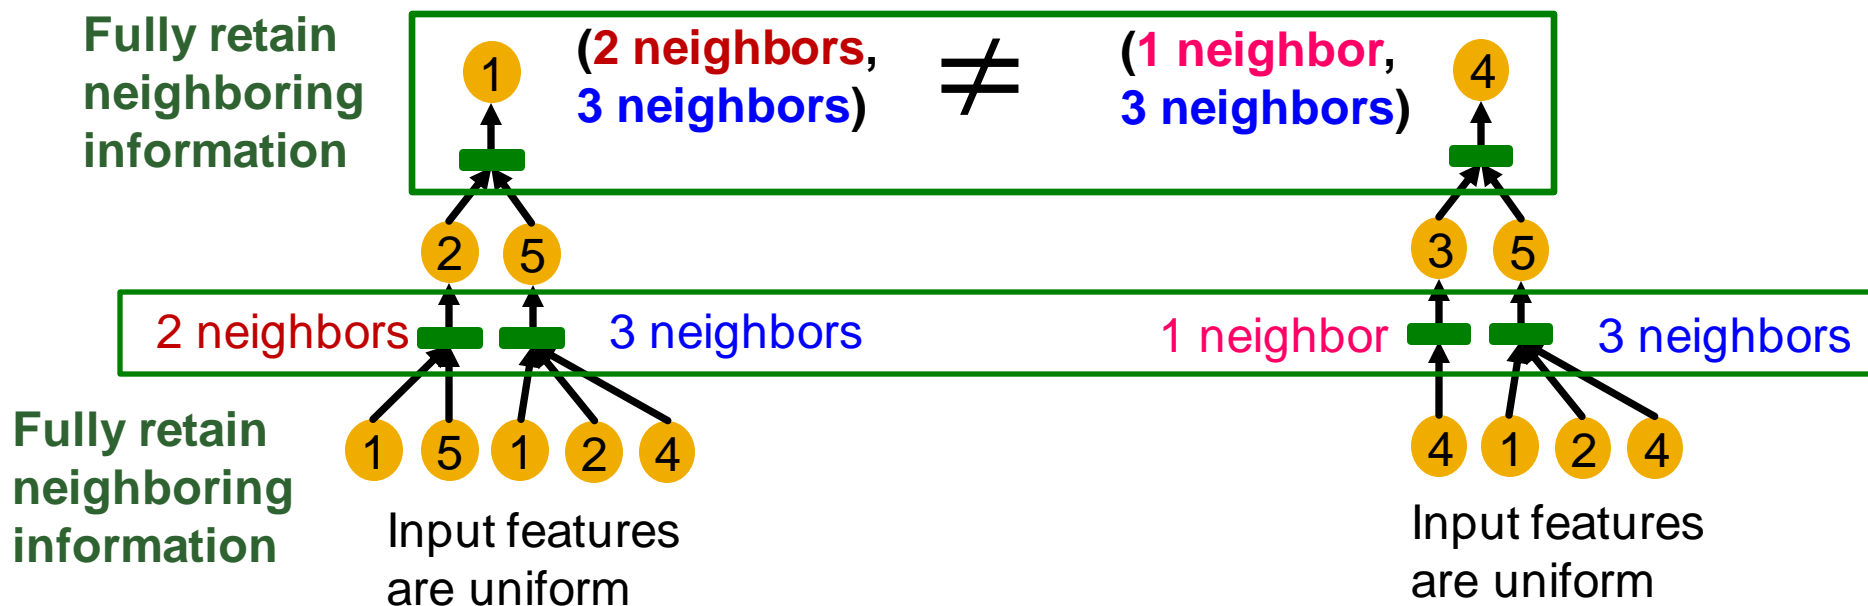 Fully retain
neighboring
information
1
(2 neighbors,
3 neighbors)
≠
(1 neighbor,
3 neighbors)
4
2 5
3 5
2 neighbors
3 neighbors
1 neighbor
3 neighbors
Fully retain
neighboring
information
1 5 1 2 4
4 1 2 4
Input features
are uniform
Input features
are uniform